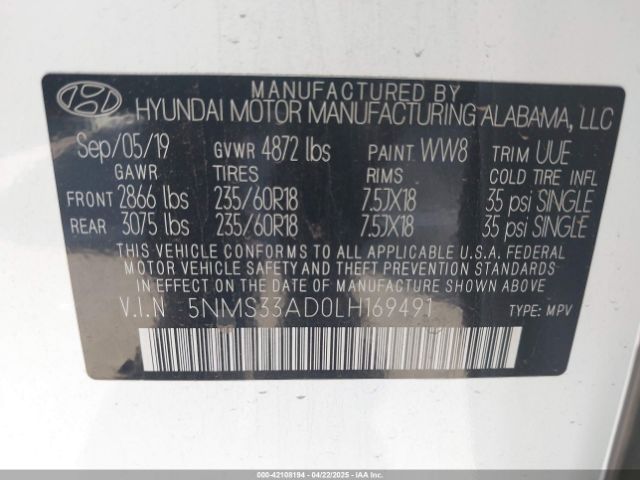 MANUFACTURED BY
HYUNDAI MOTOR MANUFACTURING ALABAMA, LLC
Sep/05/19 GVWR 4872 lbs PAINT WW8 TRIM UUE
GAWR TIRES RIMS COLD TIRE INFL
FRONT 2866 lbs 235/60R18 7.5JX18 35 psi SINGLE
REAR 3075 lbs 235/60R18 7.5JX18 35 psi SINGLE
THIS VEHICLE CONFORMS TO ALL APPLICABLE U.S.A. FEDERAL
MOTOR VEHICLE SAFETY AND THEFT PREVENTION STANDARDS
IN EFFECT ON THE DATE OF MANUFACTURE SHOWN ABOVE.
V.I.N 5NMS33AD0LH169491 TYPE: MPV
000-42108194 - 04/22/2025 - IAAI.COM